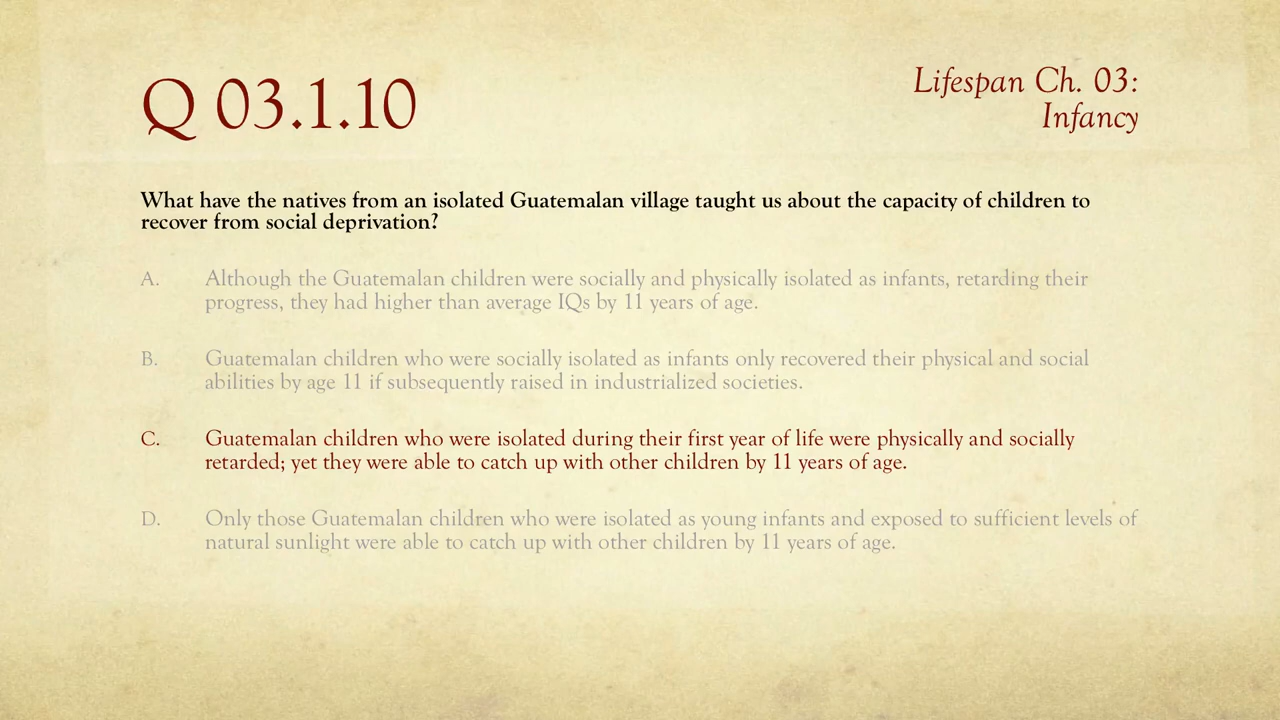 Q 03.1.10
Lifespan Ch. 03:
Infancy
What have the natives from an isolated Guatemalan village taught us about the capacity of children to
recover from social deprivation?
A. Although the Guatemalan children were socially and physically isolated as infants, retarding their
progress, they had higher than average IQs by 11 years of age.
B. Guatemalan children who were socially isolated as infants only recovered their physical and social
abilities by age 11 if subsequently raised in industrialized societies.
C. Guatemalan children who were isolated during their first year of life were physically and socially
retarded; yet they were able to catch up with other children by 11 years of age.
D. Only those Guatemalan children who were isolated as young infants and exposed to sufficient levels of
natural sunlight were able to catch up with other children by 11 years of age.